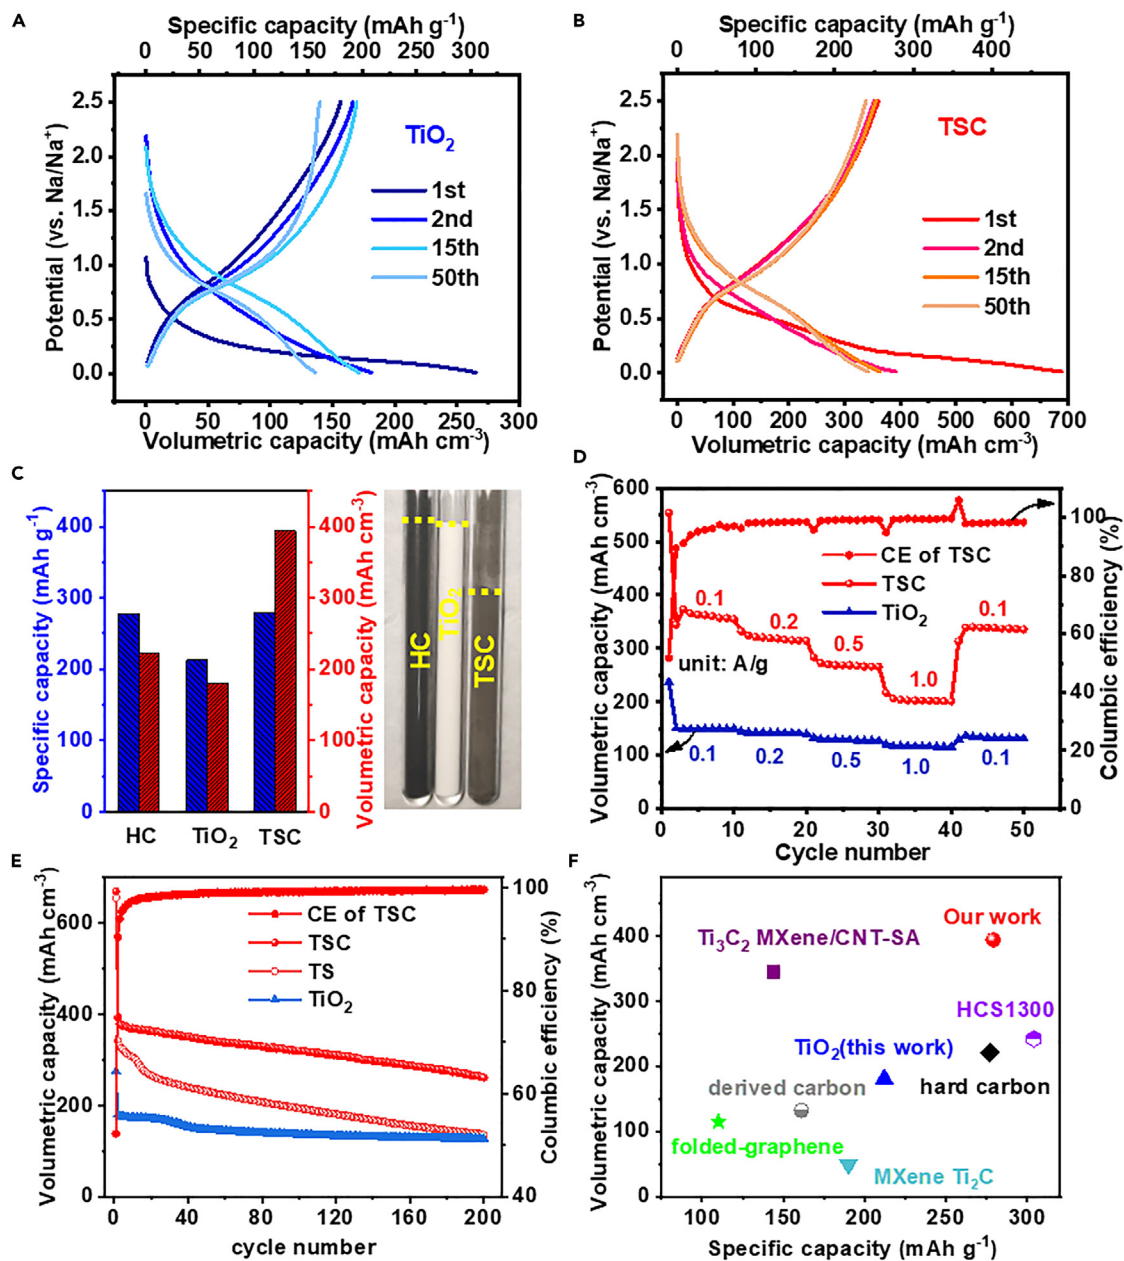 A
Specific capacity (mAh g⁻¹)
0 50 100 150 200 250 300
2.5
2.0
1.5
1.0
0.5
0.0
Potential (vs. Na/Na⁺)
TiO₂
1st
2nd
15th
50th
0 50 100 150 200 250 300
Volumetric capacity (mAh cm⁻³)
B
Specific capacity (mAh g⁻¹)
0 100 200 300 400
2.5
2.0
1.5
1.0
0.5
0.0
Potential (vs. Na/Na⁺)
TSC
1st
2nd
15th
50th
0 100 200 300 400 500 600 700
Volumetric capacity (mAh cm⁻³)
C
Specific capacity (mAh g⁻¹)
400
300
200
100
0
HC TiO₂ TSC
400
300
200
100
0
Volumetric capacity (mAh cm⁻³)
HC
TiO₂
TSC
D
Volumetric capacity (mAh cm⁻³)
600
550
500
450
400
350
300
250
200
150
100
50
0
CE of TSC
TSC
TiO₂
0.1
0.2
0.5
1.0
0.1
unit: A/g
0.1
0.2
0.5
1.0
0.1
100
80
60
40
20
0
Columbic efficiency (%)
0 10 20 30 40 50
Cycle number
E
Volumetric capacity (mAh cm⁻³)
600
400
200
0
CE of TSC
TSC
TS
TiO₂
100
80
60
40
Columbic efficiency (%)
0 40 80 120 160 200
cycle number
F
Volumetric capacity (mAh cm⁻³)
400
300
200
100
0
Our work
Ti₃C₂ MXene/CNT-SA
HCS1300
TiO₂(this work)
hard carbon
derived carbon
folded-graphene
MXene Ti₂C
100 150 200 250 300
Specific capacity (mAh g⁻¹)